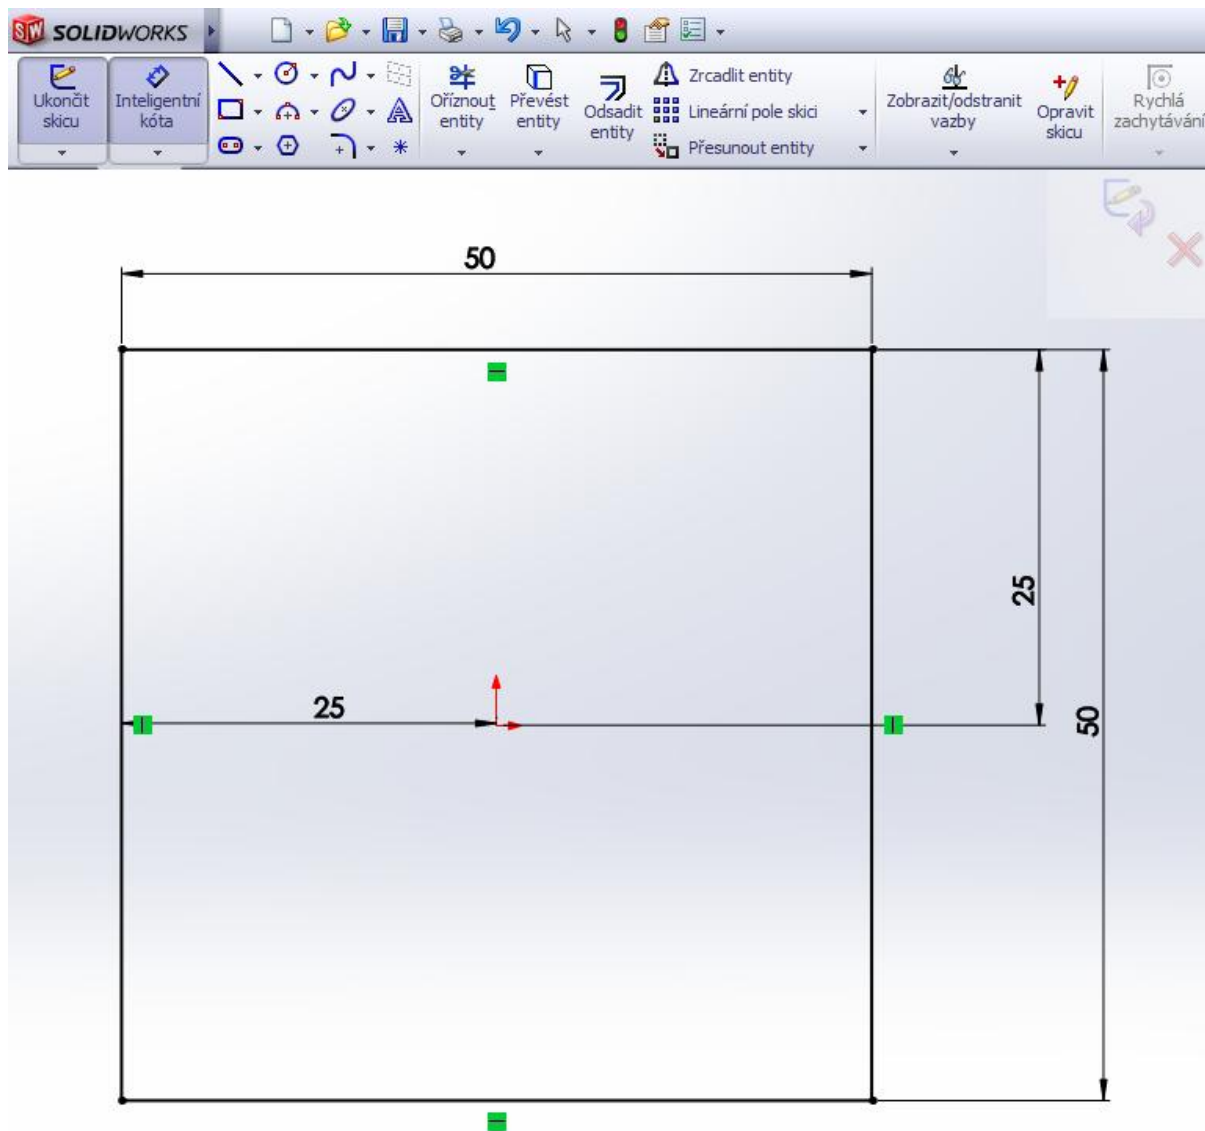 SW SOLIDWORKS
Ukončit
skicu
Inteligentní
kóta
Oříznout
entity
Převést
entity
Odsadit
entity
Zrcadlit entity
Lineární pole skici
Přesunout entity
Zobrazit/odstranit
vazby
Opravit
skicu
Rychlá
zachytávání
50
25
25
50